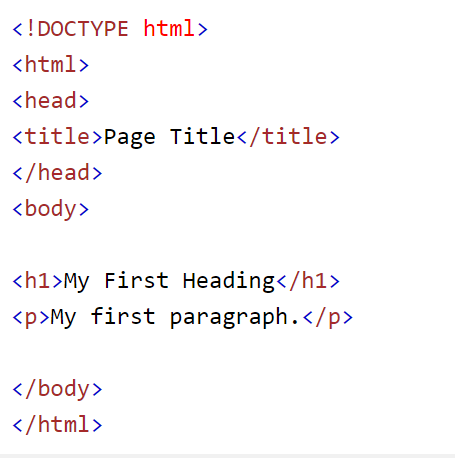 <!DOCTYPE html>
<html>
<head>
<title>Page Title</title>
</head>
<body>
<h1>My First Heading</h1>
<p>My first paragraph.</p>
</body>
</html>